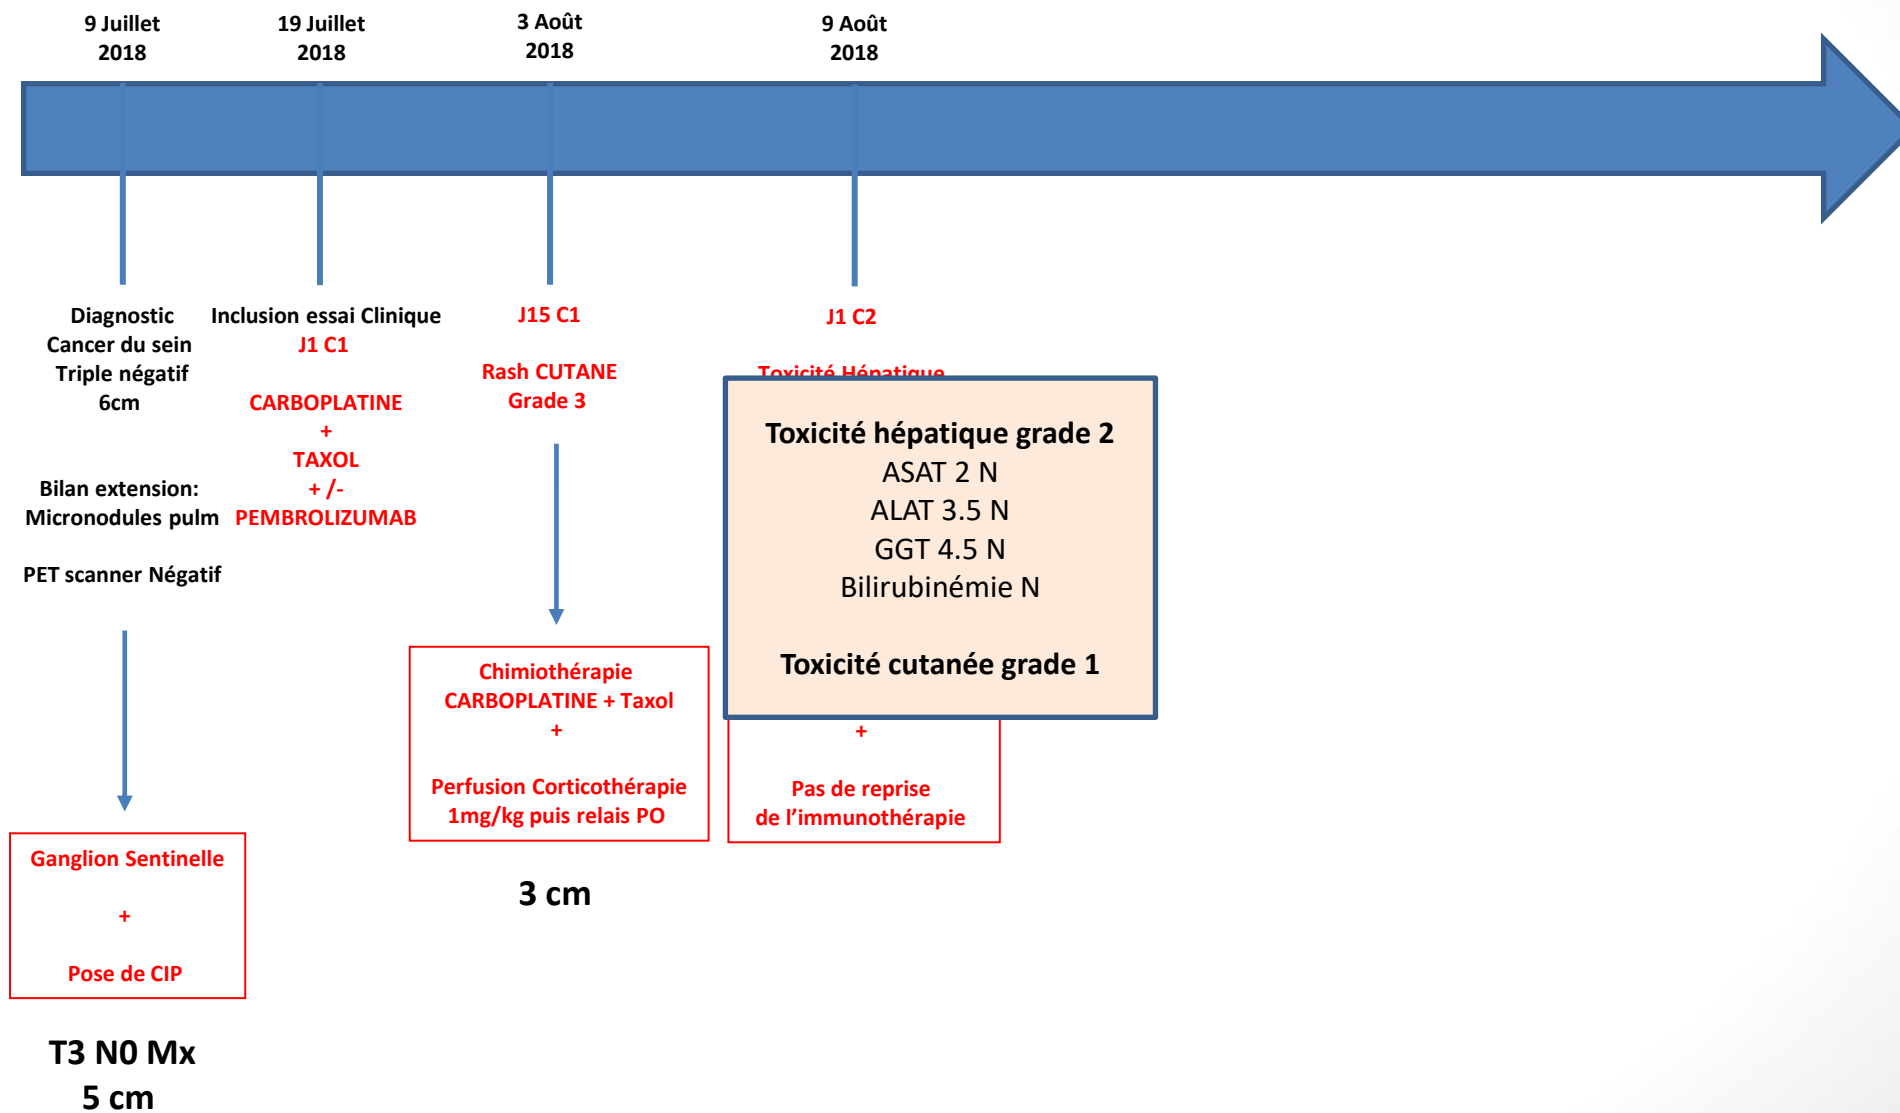 9 Juillet
2018
19 Juillet
2018
3 Août
2018
9 Août
2018
Diagnostic
Cancer du sein
Triple négatif
6cm
Bilan extension:
Micronodules pulm
PET scanner Négatif
Ganglion Sentinelle
+
Pose de CIP
T3 N0 Mx
5 cm
Inclusion essai Clinique
J1 C1
CARBOPLATINE
+
TAXOL
+ /-
PEMBROLIZUMAB
J15 C1
Rash CUTANE
Grade 3
Chimiothérapie
CARBOPLATINE + Taxol
+
Perfusion Corticothérapie
1mg/kg puis relais PO
3 cm
J1 C2
Toxicité Hépatique
Toxicité hépatique grade 2
ASAT 2 N
ALAT 3.5 N
GGT 4.5 N
Bilirubinémie N
Toxicité cutanée grade 1
+
Pas de reprise
de l’immunothérapie